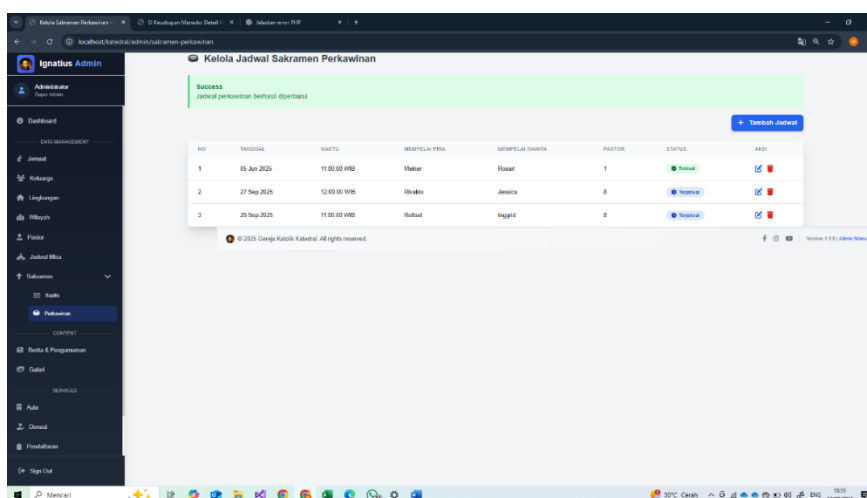 Kelola Sakramen Perkawinan -
SI Keuskupan Manado Detail
Jelaskan error PHP
localhost/katedral/admin/sakramen-perkawinan
Ignatius Admin
Administrator
Super Admin
Dashboard
DATA MANAGEMENT
Jemaat
Keluarga
Lingkungan
Wilayah
Pastor
Jadwal Misa
Sakramen
Baptis
Perkawinan
CONTENT
Berita & Pengumuman
Galeri
SERVICES
Aula
Donasi
Pendaftaran
Sign Out
Kelola Jadwal Sakramen Perkawinan
Success
Jadwal perkawinan berhasil diperbarui
+ Tambah Jadwal
NO TANGGAL WAKTU MEMPELAI PRIA MEMPELAI WANITA PASTOR STATUS AKSI
1 05 Jun 2025 11:00:00 WIB Meiner Rosari 1 Selesai
2 27 Sep 2025 12:00:00 WIB Rivaldo Jessica 8 Terjadwal
3 29 Sep 2025 11:00:00 WIB Rafael Inggrid 8 Terjadwal
© 2025 Gereja Katolik Katedral. All rights reserved.
Version 1.0.0 | Admin Manu
Mencari
30°C Cerah
ENG
10:55